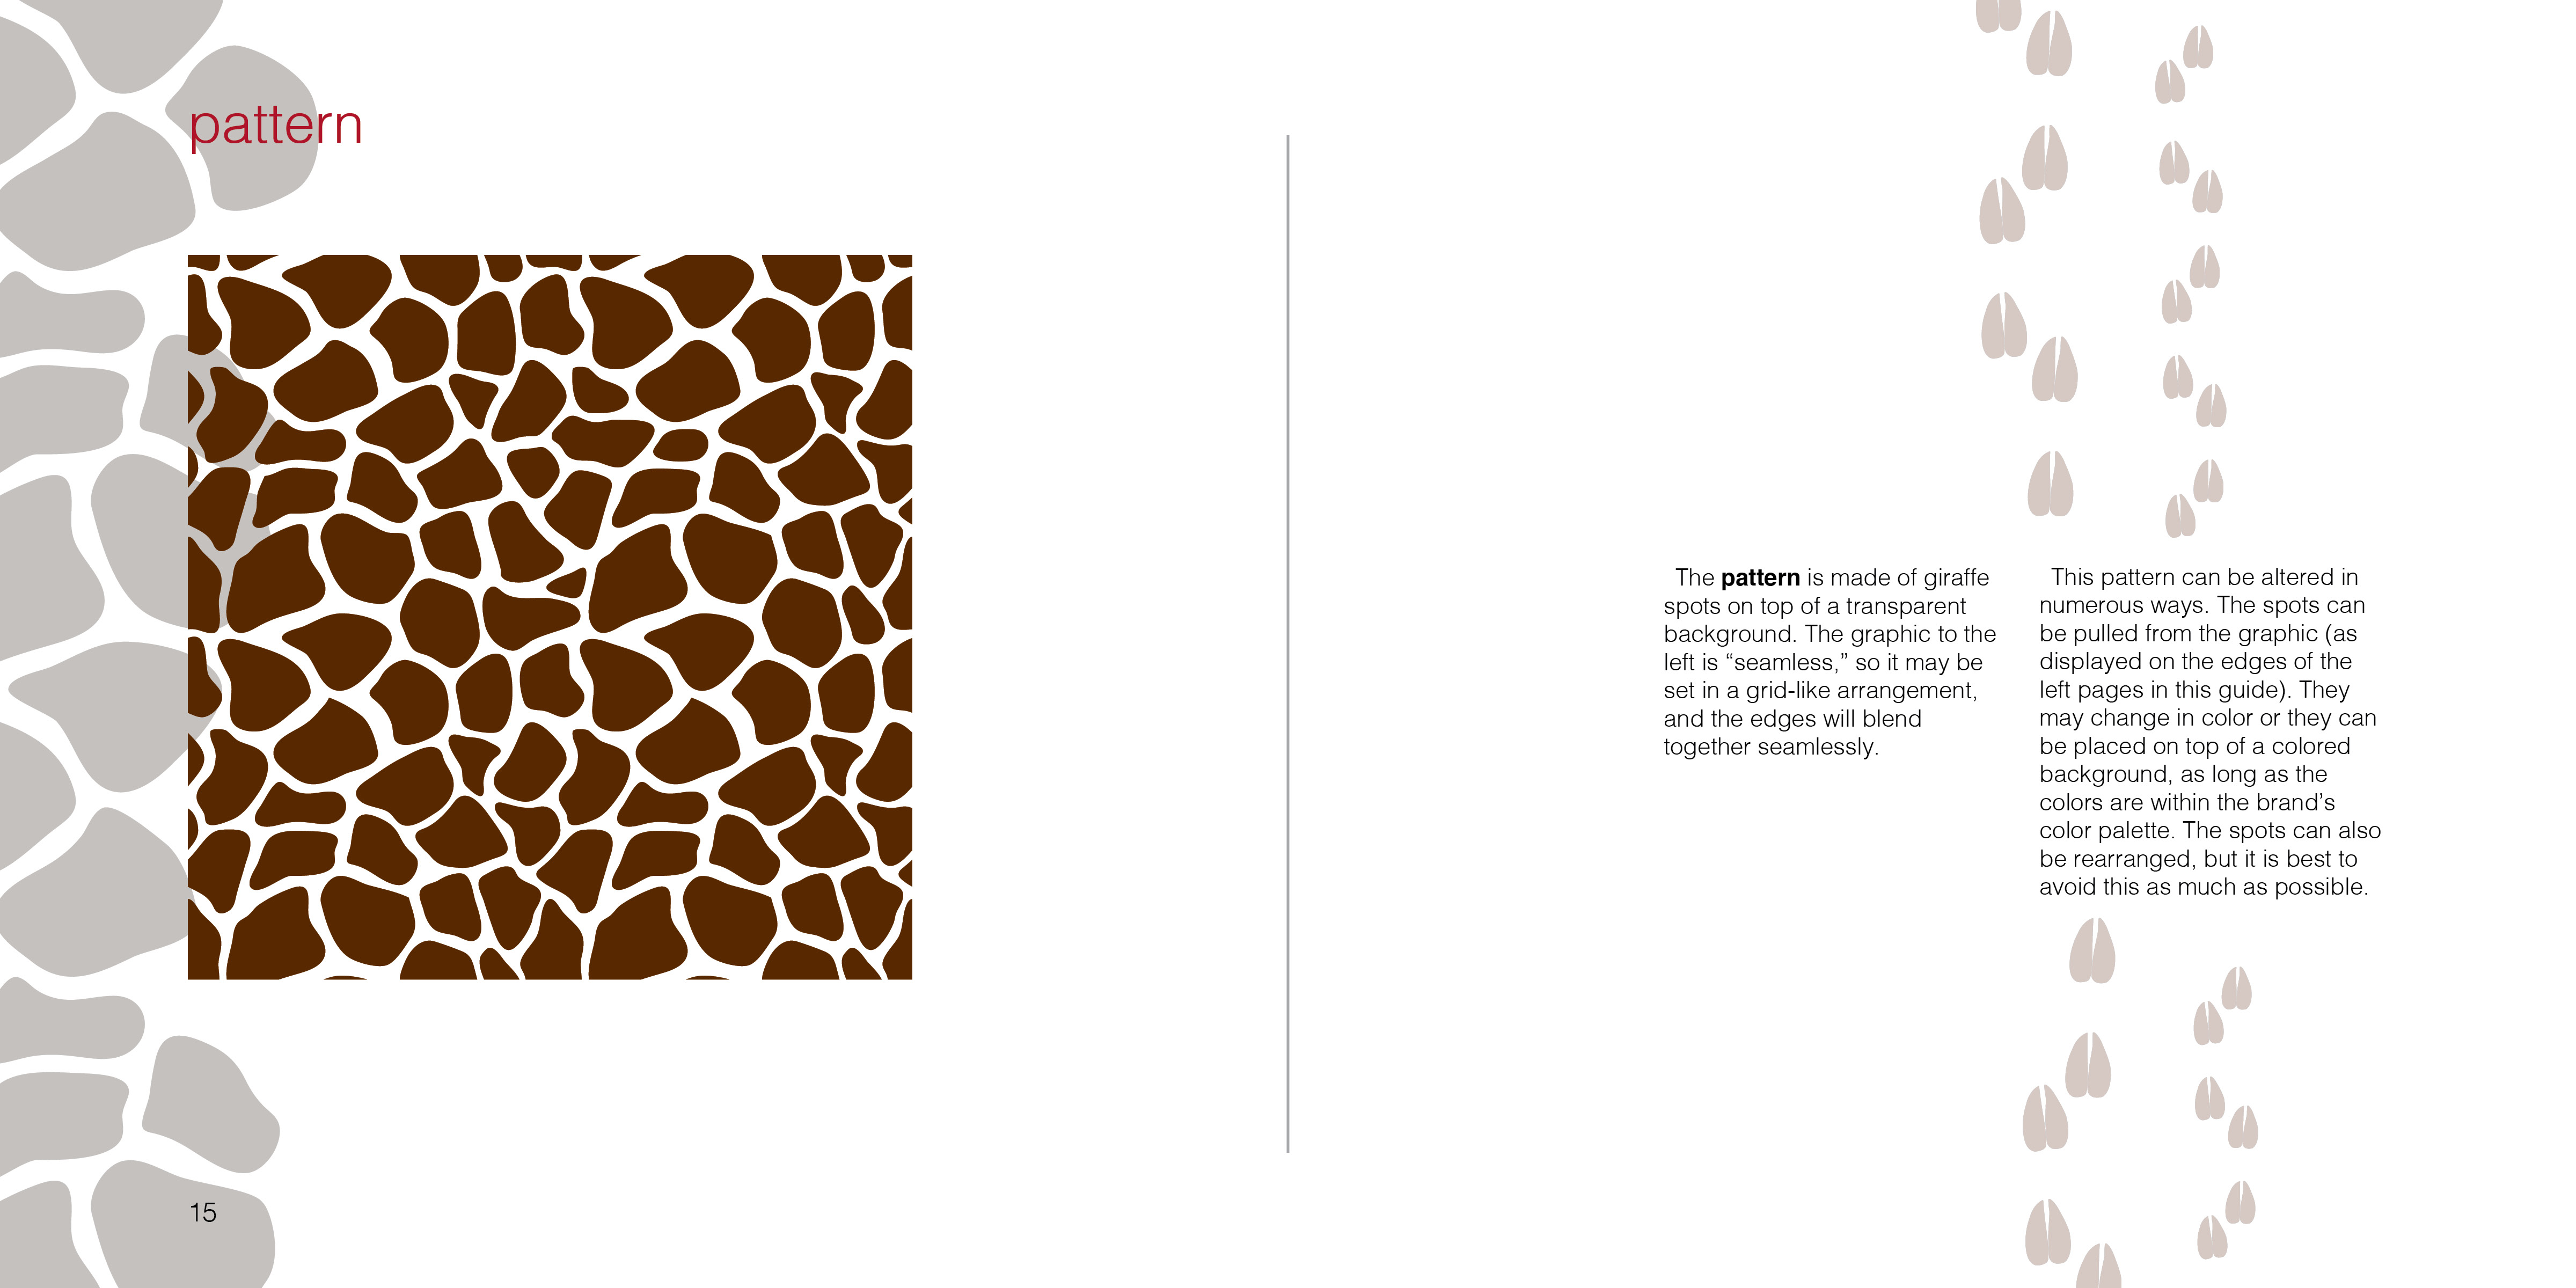 pattern
The pattern is made of giraffe
spots on top of a transparent
background. The graphic to the
left is “seamless,” so it may be
set in a grid-like arrangement,
and the edges will blend
together seamlessly.
This pattern can be altered in
numerous ways. The spots can
be pulled from the graphic (as
displayed on the edges of the
left pages in this guide). They
may change in color or they can
be placed on top of a colored
background, as long as the
colors are within the brand’s
color palette. The spots can also
be rearranged, but it is best to
avoid this as much as possible.
15